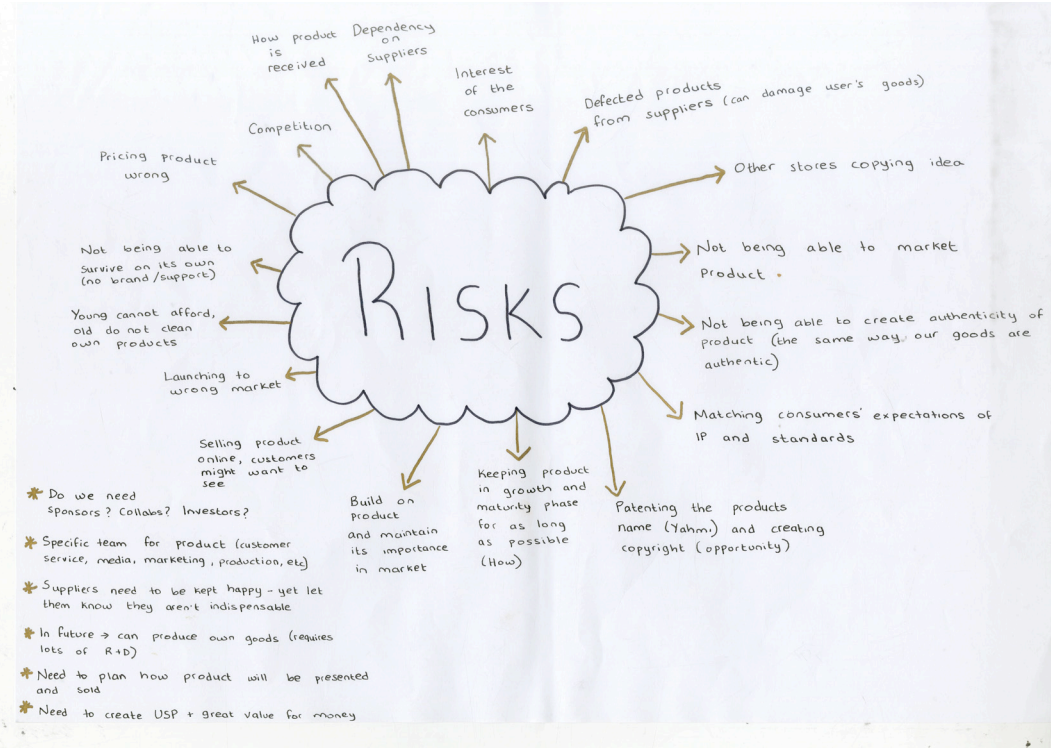 RISKS
How product
is
received
Dependency
on
Suppliers
Interest
of the
consumers
Defected products
from suppliers (can damage user's goods)
Other stores copying idea
Not being able to market
Product.
Not being able to create authenticity of
product (the same way our goods are
authentic)
Matching consumers' expectations of
IP and standards
Patenting the products
name (Yahmi) and creating
copyright (opportunity)
Keeping product
in growth and
maturity phase
for as long
as possible
(How)
Build on
product
and maintain
its importance
in market
Selling product
online, customers
might want to
see
Launching to
wrong market
Young cannot afford,
old do not clean
own products
Not being able to
survive on its own
(no brand/support)
Pricing product
wrong
Competition
* Do we need
sponsors? Collabs? Investors?
* Specific team for product (customer
service, media, marketing, production, etc)
* Suppliers need to be kept happy - yet let
them know they aren't indispensable
* In future → can produce own goods (requires
lots of R+D)
* Need to plan how product will be presented
and sold
* Need to create USP + great value for money